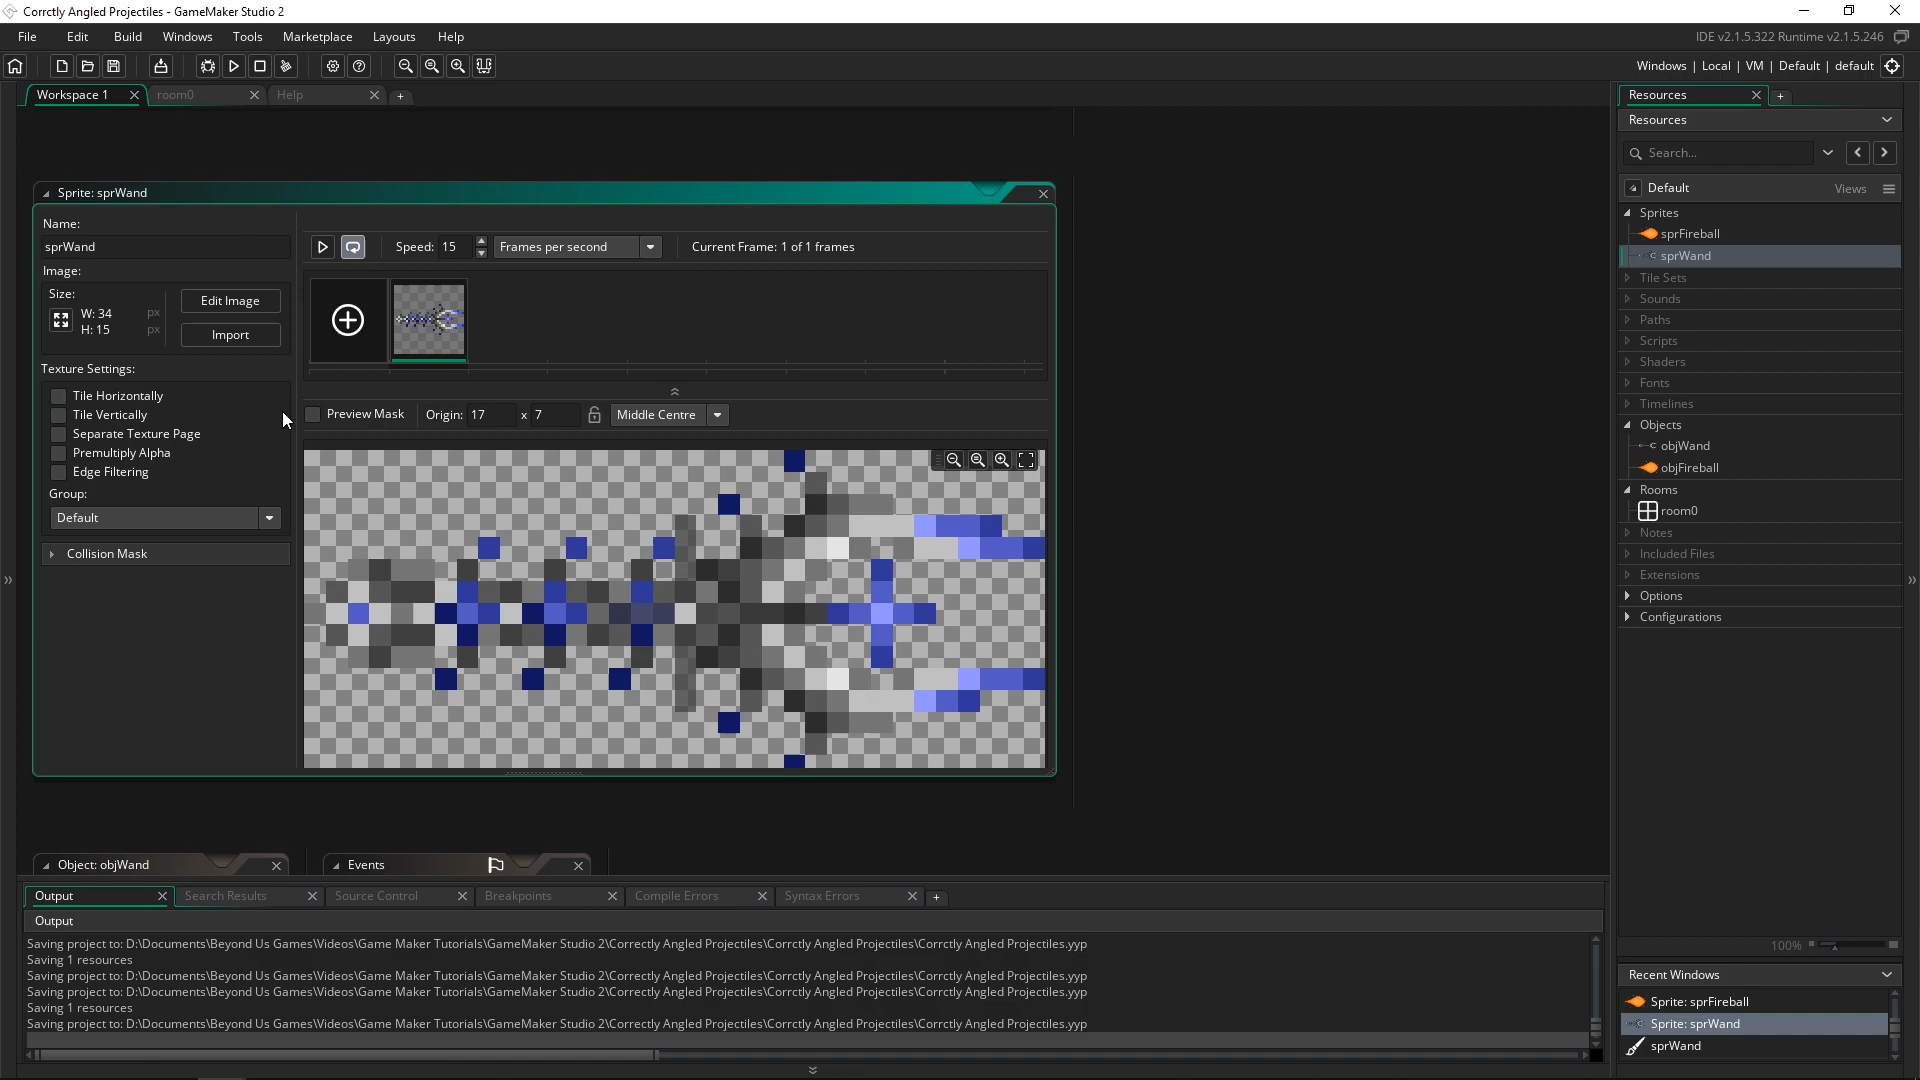 Corrctly Angled Projectiles - GameMaker Studio 2
File Edit Build Windows Tools Marketplace Layouts Help
IDE v2.1.5.322 Runtime v2.1.5.246
Windows | Local | VM | Default | default
Workspace 1 room0 Help
Sprite: sprWand
Name:
sprWand
Image:
Size:
W: 34 px
H: 15 px
Edit Image
Import
Texture Settings:
Tile Horizontally
Tile Vertically
Separate Texture Page
Premultiply Alpha
Edge Filtering
Group:
Default
Collision Mask
Speed: 15 Frames per second Current Frame: 1 of 1 frames
Preview Mask Origin: 17 x 7 Middle Centre
Object: objWand Events
Output Search Results Source Control Breakpoints Compile Errors Syntax Errors
Output
Saving project to: D:\Documents\Beyond Us Games\Videos\Game Maker Tutorials\GameMaker Studio 2\Correctly Angled Projectiles\Corrctly Angled Projectiles\Corrctly Angled Projectiles.yyp
Saving 1 resources
Saving project to: D:\Documents\Beyond Us Games\Videos\Game Maker Tutorials\GameMaker Studio 2\Correctly Angled Projectiles\Corrctly Angled Projectiles\Corrctly Angled Projectiles.yyp
Saving project to: D:\Documents\Beyond Us Games\Videos\Game Maker Tutorials\GameMaker Studio 2\Correctly Angled Projectiles\Corrctly Angled Projectiles\Corrctly Angled Projectiles.yyp
Saving 1 resources
Saving project to: D:\Documents\Beyond Us Games\Videos\Game Maker Tutorials\GameMaker Studio 2\Correctly Angled Projectiles\Corrctly Angled Projectiles\Corrctly Angled Projectiles.yyp
Resources
Resources
Search...
Default Views
Sprites
sprFireball
sprWand
Tile Sets
Sounds
Paths
Scripts
Shaders
Fonts
Timelines
Objects
objWand
objFireball
Rooms
room0
Notes
Included Files
Extensions
Options
Configurations
100%
Recent Windows
Sprite: sprFireball
Sprite: sprWand
sprWand